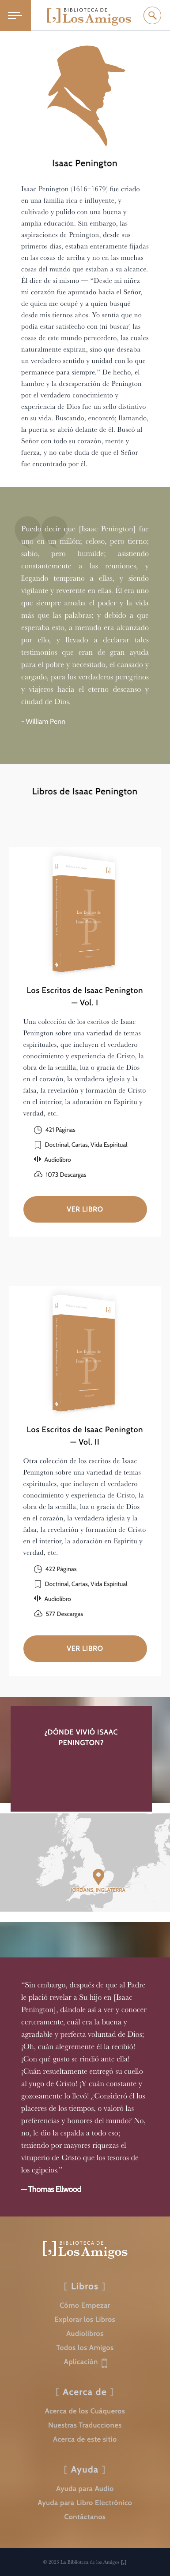 BIBLIOTECA DE
Los Amigos
Isaac Penington
Isaac Penington (1616–1679) fue criado
en una familia rica e influyente, y
cultivado y pulido con una buena y
amplia educación. Sin embargo, las
aspiraciones de Penington, desde sus
primeros días, estaban enteramente fijadas
en las cosas de arriba y no en las muchas
cosas del mundo que estaban a su alcance.
Él dice de sí mismo — “Desde mi niñez
mi corazón fue apuntado hacia el Señor,
de quien me ocupé y a quien busqué
desde mis tiernos años. Yo sentía que no
podía estar satisfecho con (ni buscar) las
cosas de este mundo perecedero, las cuales
naturalmente expiran, sino que deseaba
un verdadero sentido y unidad con lo que
permanece para siempre.” De hecho, el
hambre y la desesperación de Penington
por el verdadero conocimiento y
experiencia de Dios fue un sello distintivo
en su vida. Buscando, encontró; llamando,
la puerta se abrió delante de él. Buscó al
Señor con todo su corazón, mente y
fuerza, y no cabe duda de que el Señor
fue encontrado por él.
Puedo decir que [Isaac Penington] fue
uno en un millón; celoso, pero tierno;
sabio, pero humilde; asistiendo
constantemente a las reuniones, y
llegando temprano a ellas, y siendo
vigilante y reverente en ellas. Él era uno
que siempre amaba el poder y la vida
más que las palabras; y debido a que
esperaba esto, a menudo era alcanzado
por ello, y llevado a declarar tales
testimonios que eran de gran ayuda
para el pobre y necesitado, el cansado y
cargado, para los verdaderos peregrinos
y viajeros hacia el eterno descanso y
ciudad de Dios.
- William Penn
Libros de Isaac Penington
Los Escritos de
Isaac Penington
Los Escritos de Isaac Penington
— Vol. I
Una colección de los escritos de Isaac
Penington sobre una variedad de temas
espirituales, que incluyen el verdadero
conocimiento y experiencia de Cristo, la
obra de la semilla, luz o gracia de Dios
en el corazón, la verdadera iglesia y la
falsa, la revelación y formación de Cristo
en el interior, la adoración en Espíritu y
verdad, etc.
421 Páginas
Doctrinal, Cartas, Vida Espiritual
Audiolibro
1073 Descargas
VER LIBRO
Los Escritos de
Isaac Penington
Los Escritos de Isaac Penington
— Vol. II
Otra colección de los escritos de Isaac
Penington sobre una variedad de temas
espirituales, que incluyen el verdadero
conocimiento y experiencia de Cristo, la
obra de la semilla, luz o gracia de Dios
en el corazón, la verdadera iglesia y la
falsa, la revelación y formación de Cristo
en el interior, la adoración en Espíritu y
verdad, etc.
422 Páginas
Doctrinal, Cartas, Vida Espiritual
Audiolibro
577 Descargas
VER LIBRO
¿DÓNDE VIVIÓ ISAAC
PENINGTON?
JORDANS, INGLATERRA
“Sin embargo, después de que al Padre
le plació revelar a Su hijo en [Isaac
Penington], dándole así a ver y conocer
certeramente, cuál era la buena y
agradable y perfecta voluntad de Dios;
¡Oh, cuán alegremente él la recibió!
¡Con qué gusto se rindió ante ella!
¡Cuán resueltamente entregó su cuello
al yugo de Cristo! ¡Y cuán constante y
gozosamente lo llevó! ¿Consideró él los
placeres de los tiempos, o valoró las
preferencias y honores del mundo? No,
no, le dio la espalda a todo eso;
teniendo por mayores riquezas el
vituperio de Cristo que los tesoros de
los egipcios.”
— Thomas Ellwood
BIBLIOTECA DE
Los Amigos
[ Libros ]
Cómo Empezar
Explorar los Libros
Audiolibros
Todos los Amigos
Aplicación
[ Acerca de ]
Acerca de los Cuáqueros
Nuestras Traducciones
Acerca de este sitio
[ Ayuda ]
Ayuda para Audio
Ayuda para Libro Electrónico
Contáctanos
© 2021 La Biblioteca de los Amigos